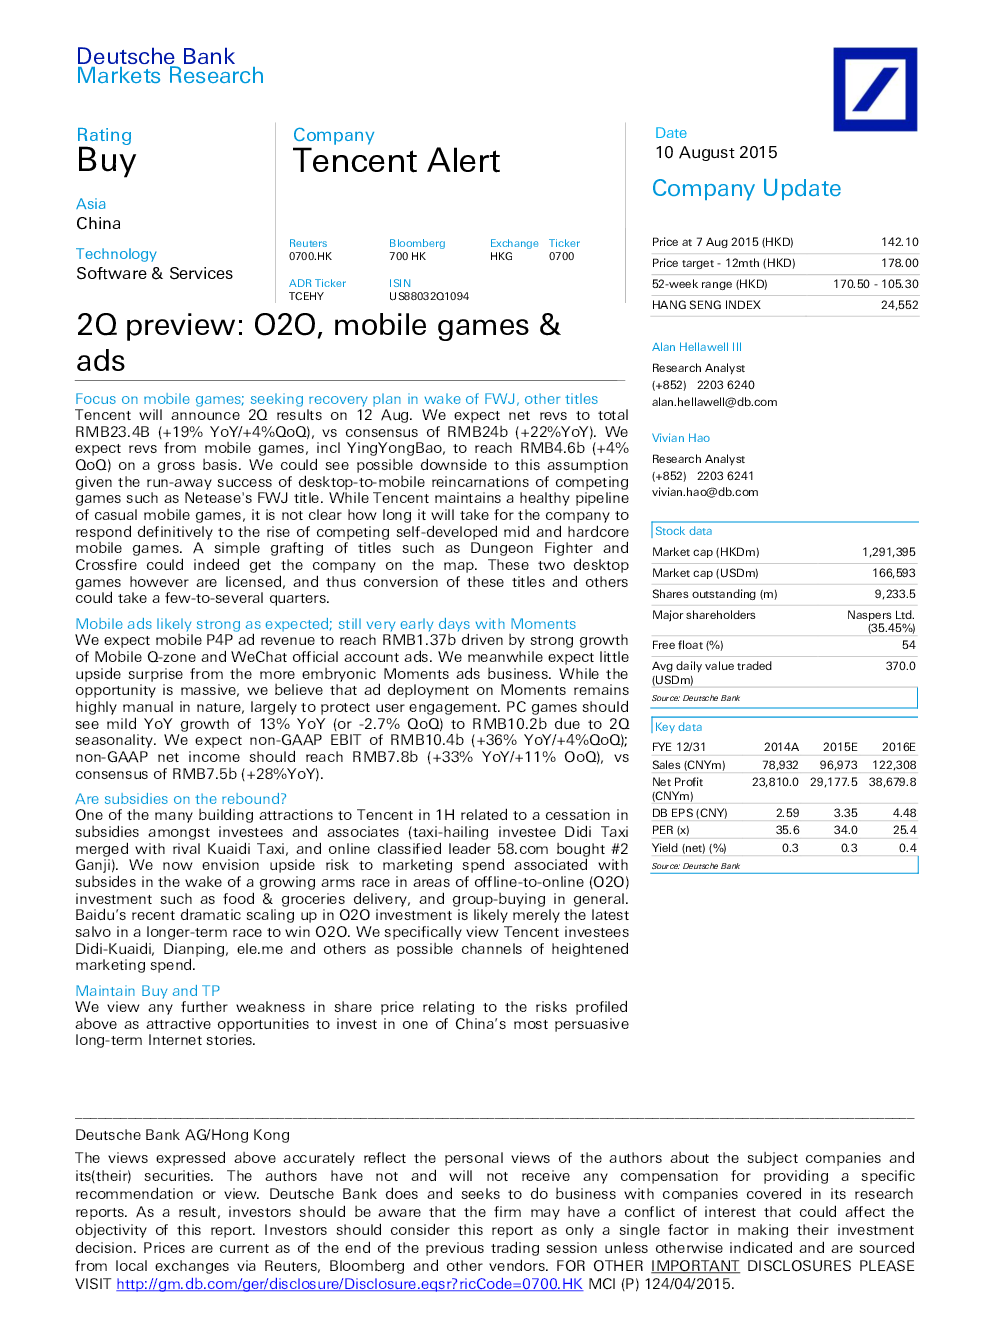 Deutsche Bank
Markets Research
Rating
Buy
Asia
China
Technology
Software & Services
Company
Tencent Alert
Reuters Bloomberg Exchange Ticker
0700.HK 700 HK HKG 0700
ADR Ticker ISIN
TCEHY US88032Q1094
Date
10 August 2015
Company Update
2Q preview: O2O, mobile games &
ads
Focus on mobile games; seeking recovery plan in wake of FWJ, other titles
Tencent will announce 2Q results on 12 Aug. We expect net revs to total
RMB23.4B (+19% YoY/+4%QoQ), vs consensus of RMB24b (+22%YoY). We
expect revs from mobile games, incl YingYongBao, to reach RMB4.6b (+4%
QoQ) on a gross basis. We could see possible downside to this assumption
given the run-away success of desktop-to-mobile reincarnations of competing
games such as Netease's FWJ title. While Tencent maintains a healthy pipeline
of casual mobile games, it is not clear how long it will take for the company to
respond definitively to the rise of competing self-developed mid and hardcore
mobile games. A simple grafting of titles such as Dungeon Fighter and
Crossfire could indeed get the company on the map. These two desktop
games however are licensed, and thus conversion of these titles and others
could take a few-to-several quarters.
Mobile ads likely strong as expected; still very early days with Moments
We expect mobile P4P ad revenue to reach RMB1.37b driven by strong growth
of Mobile Q-zone and WeChat official account ads. We meanwhile expect little
upside surprise from the more embryonic Moments ads business. While the
opportunity is massive, we believe that ad deployment on Moments remains
highly manual in nature, largely to protect user engagement. PC games should
see mild YoY growth of 13% YoY (or -2.7% QoQ) to RMB10.2b due to 2Q
seasonality. We expect non-GAAP EBIT of RMB10.4b (+36% YoY/+4%QoQ);
non-GAAP net income should reach RMB7.8b (+33% YoY/+11% QoQ), vs
consensus of RMB7.5b (+28%YoY).
Are subsidies on the rebound?
One of the many building attractions to Tencent in 1H related to a cessation in
subsidies amongst investees and associates (taxi-hailing investee Didi Taxi
merged with rival Kuaidi Taxi, and online classified leader 58.com bought #2
Ganji). We now envision upside risk to marketing spend associated with
subsides in the wake of a growing arms race in areas of offline-to-online (O2O)
investment such as food & groceries delivery, and group-buying in general.
Baidu's recent dramatic scaling up in O2O investment is likely merely the latest
salvo in a longer-term race to win O2O. We specifically view Tencent investees
Didi-Kuaidi, Dianping, ele.me and others as possible channels of heightened
marketing spend.
Maintain Buy and TP
We view any further weakness in share price relating to the risks profiled
above as attractive opportunities to invest in one of China's most persuasive
long-term Internet stories.
Price at 7 Aug 2015 (HKD) 142.10
Price target - 12mth (HKD) 178.00
52-week range (HKD) 170.50 - 105.30
HANG SENG INDEX 24,552
Alan Hellawell III
Research Analyst
(+852) 2203 6240
alan.hellawell@db.com
Vivian Hao
Research Analyst
(+852) 2203 6241
vivian.hao@db.com
Stock data
Market cap (HKDm) 1,291,395
Market cap (USDm) 166,593
Shares outstanding (m) 9,233.5
Major shareholders Naspers Ltd.
(35.45%)
Free float (%) 54
Avg daily value traded 370.0
(USDm)
Source: Deutsche Bank
Key data
FYE 12/31 2014A 2015E 2016E
Sales (CNYm) 78,932 96,973 122,308
Net Profit 23,810.0 29,177.5 38,679.8
(CNYm)
DB EPS (CNY) 2.59 3.35 4.48
PER (x) 35.6 34.0 25.4
Yield (net) (%) 0.3 0.3 0.4
Source: Deutsche Bank
Deutsche Bank AG/Hong Kong
The views expressed above accurately reflect the personal views of the authors about the subject companies and
its(their) securities. The authors have not and will not receive any compensation for providing a specific
recommendation or view. Deutsche Bank does and seeks to do business with companies covered in its research
reports. As a result, investors should be aware that the firm may have a conflict of interest that could affect the
objectivity of this report. Investors should consider this report as only a single factor in making their investment
decision. Prices are current as of the end of the previous trading session unless otherwise indicated and are sourced
from local exchanges via Reuters, Bloomberg and other vendors. FOR OTHER IMPORTANT DISCLOSURES PLEASE
VISIT http://gm.db.com/ger/disclosure/Disclosure.eqsr?ricCode=0700.HK MCI (P) 124/04/2015.